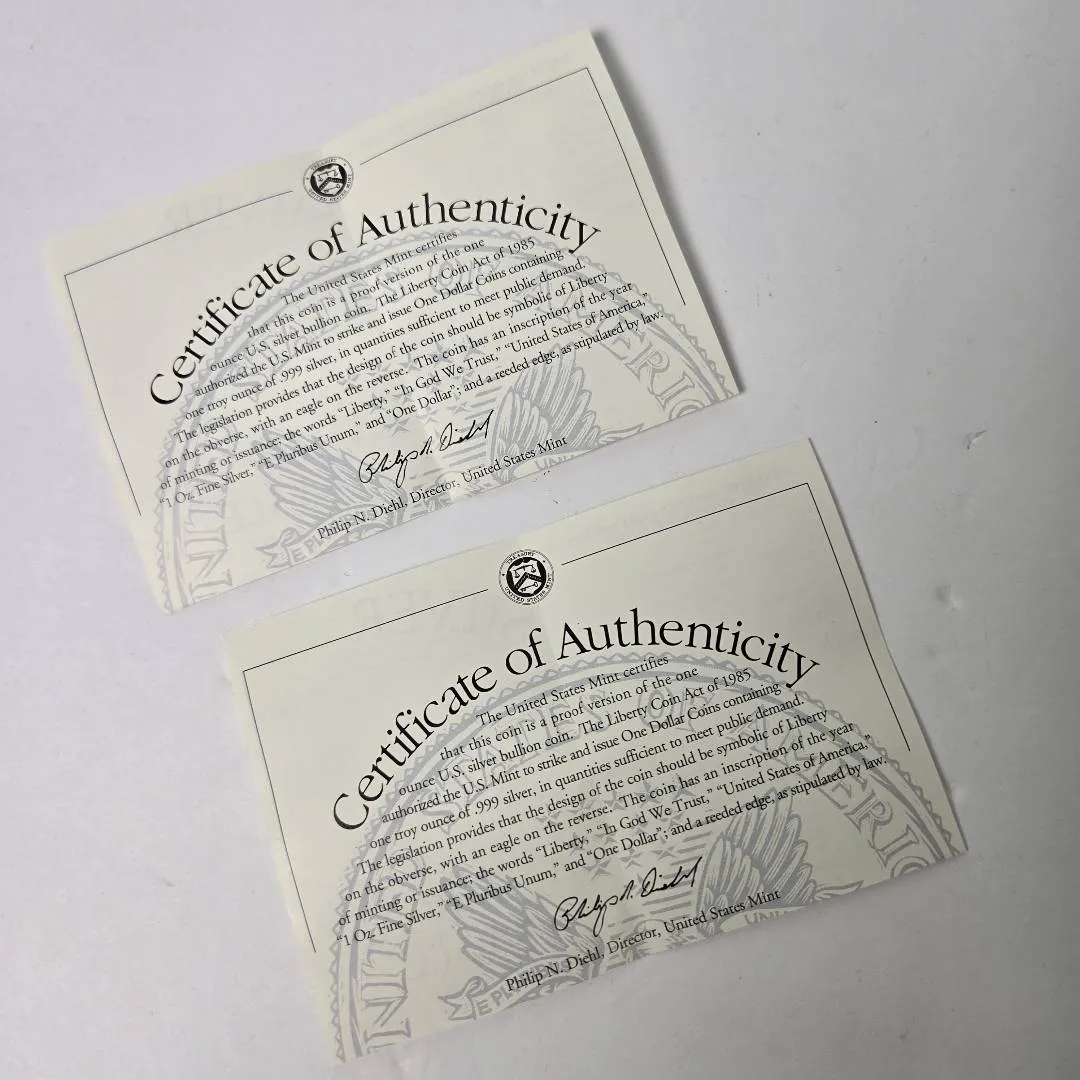 TREASURY
UNITED STATES MINT
Certificate of Authenticity
The United States Mint certifies
that this coin is a proof version of the one
ounce U.S. silver bullion coin. The Liberty Coin Act of 1985
authorized the U.S. Mint to strike and issue One Dollar Coins containing
one troy ounce of .999 silver, in quantities sufficient to meet public demand.
The legislation provides that the design of the coin should be symbolic of Liberty
on the obverse, with an eagle on the reverse. The coin has an inscription of the year
of minting or issuance; the words “Liberty,” “In God We Trust,” “United States of America,
“1 Oz. Fine Silver,” “E Pluribus Unum,” and “One Dollar”; and a reeded edge, as stipulated by law.
Philip N. Diehl
Philip N. Diehl, Director, United States Mint
TREASURY
UNITED STATES MINT
Certificate of Authenticity
The United States Mint certifies
that this coin is a proof version of the one
ounce U.S. silver bullion coin. The Liberty Coin Act of 1985
authorized the U.S. Mint to strike and issue One Dollar Coins containing
one troy ounce of .999 silver, in quantities sufficient to meet public demand.
The legislation provides that the design of the coin should be symbolic of Liberty
on the obverse, with an eagle on the reverse. The coin has an inscription of the year
of minting or issuance; the words “Liberty,” “In God We Trust,” “United States of America,”
“1 Oz. Fine Silver,” “E Pluribus Unum,” and “One Dollar”; and a reeded edge, as stipulated by law.
Philip N. Diehl
Philip N. Diehl, Director, United States Mint